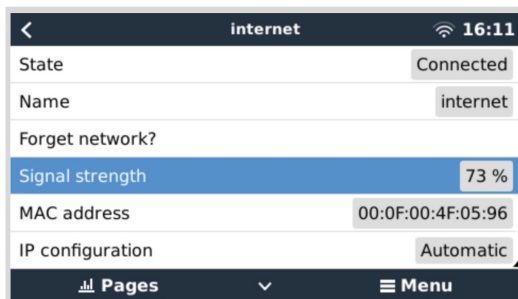 internet 16:11
State Connected
Name internet
Forget network?
Signal strength 73 %
MAC address 00:0F:00:4F:05:96
IP configuration Automatic
Pages Menu